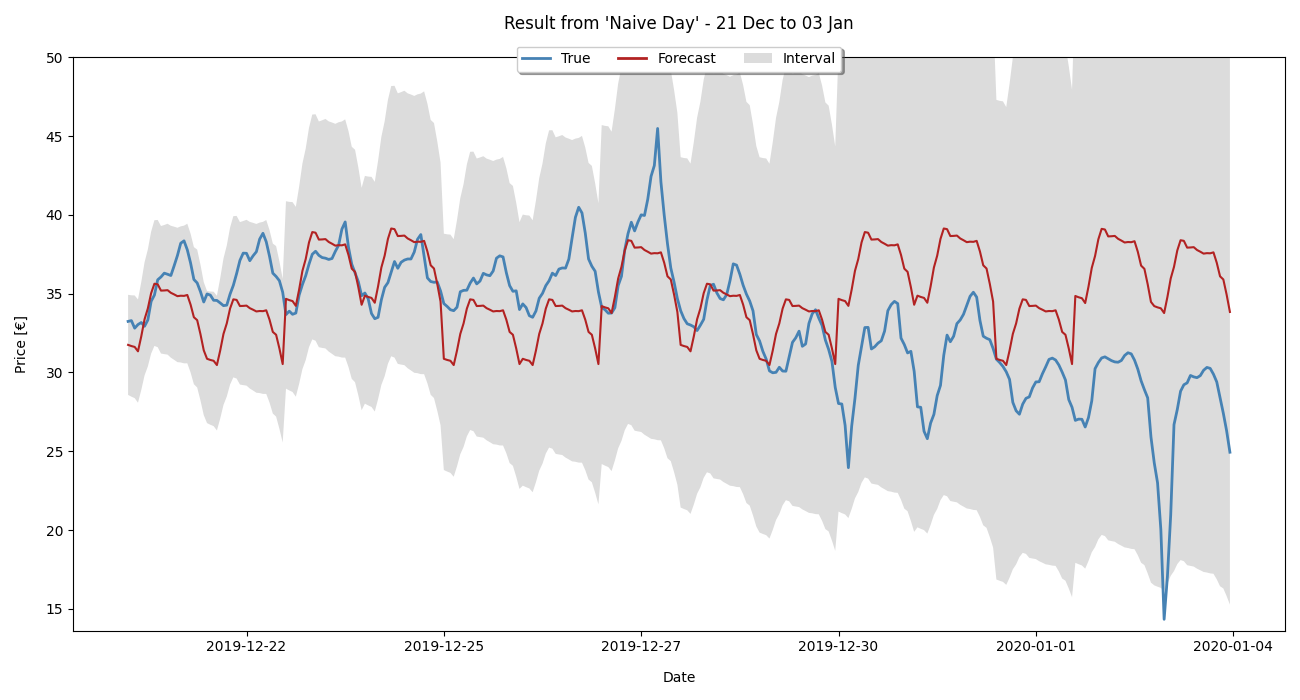 Result from 'Naive Day' - 21 Dec to 03 Jan
True Forecast Interval
50
45
40
35
30
25
20
15
Price [€]
2019-12-22 2019-12-25 2019-12-27 2019-12-30 2020-01-01 2020-01-04
Date